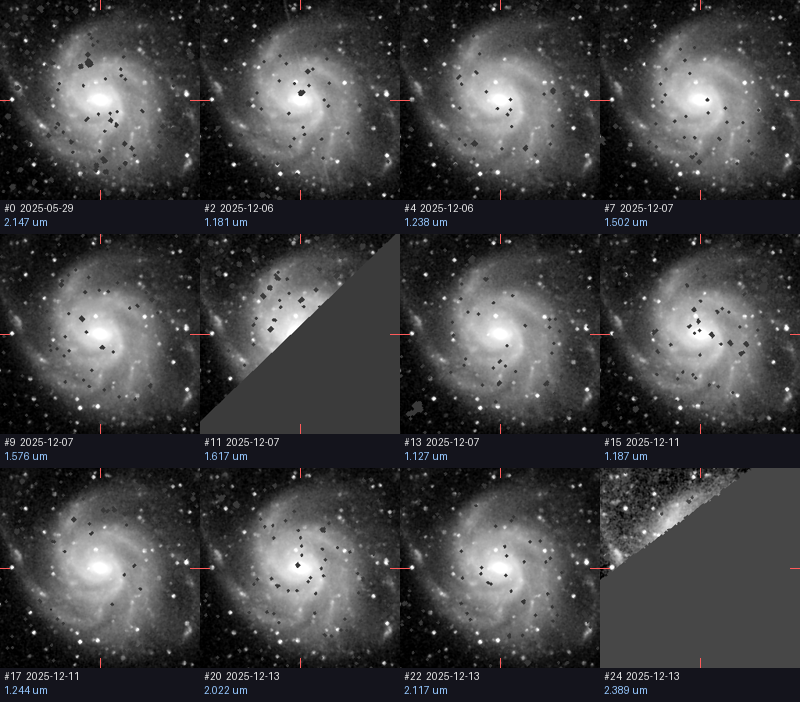 #0 2025-05-29
2.147 um
#2 2025-12-06
1.181 um
#4 2025-12-06
1.238 um
#7 2025-12-07
1.502 um
#9 2025-12-07
1.576 um
#11 2025-12-07
1.617 um
#13 2025-12-07
1.127 um
#15 2025-12-11
1.187 um
#17 2025-12-11
1.244 um
#20 2025-12-13
2.022 um
#22 2025-12-13
2.117 um
#24 2025-12-13
2.389 um